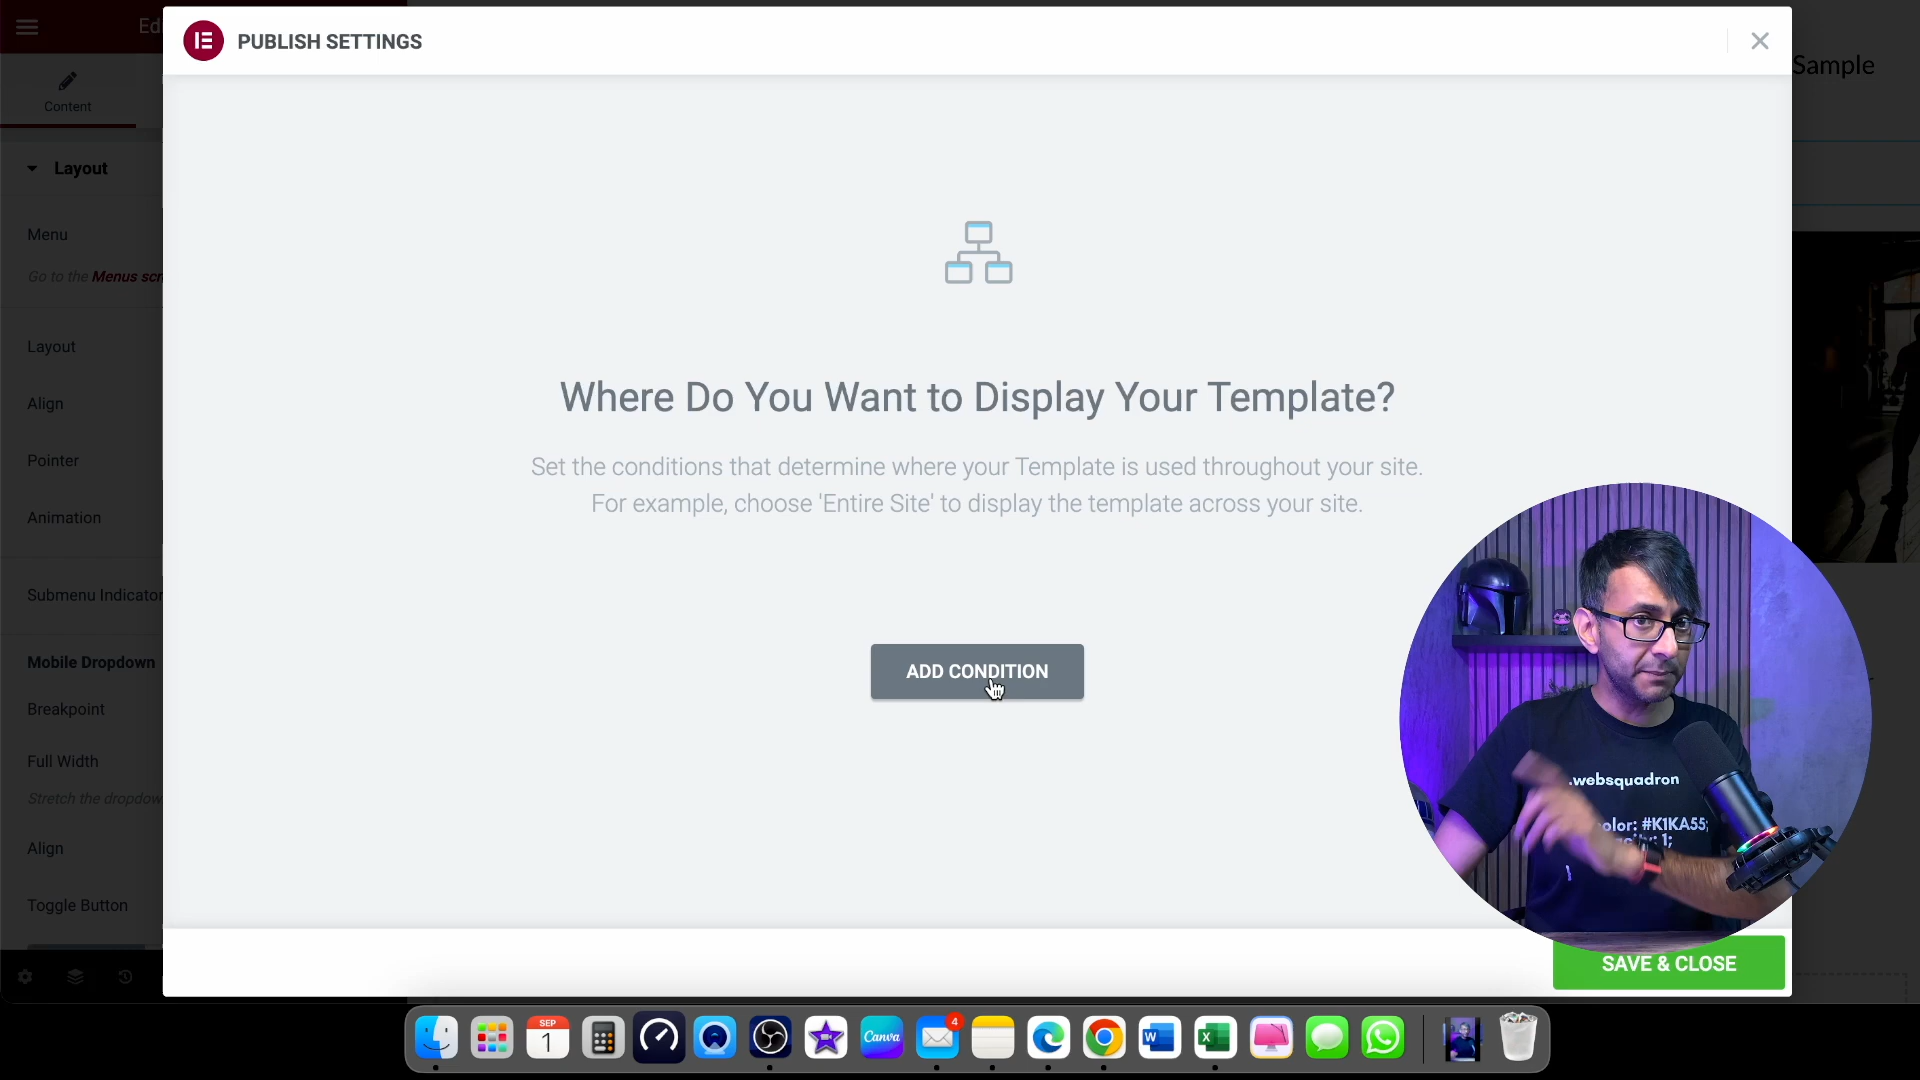 PUBLISH SETTINGS
Sample
Content
Layout
Menu
Go to the Menus
Layout
Align
Pointer
Animation
Submenu Indicator
Mobile Dropdown
Breakpoint
Full Width
Stretch the
Align
Toggle Button
Where Do You Want to Display Your Template?
Set the conditions that determine where your Template is used throughout your site.
For example, choose 'Entire Site' to display the template across your site.
ADD CONDITION
.websquadron
#K1KA55;
1;
SAVE & CLOSE
SEP
1
Canva
4
W
X